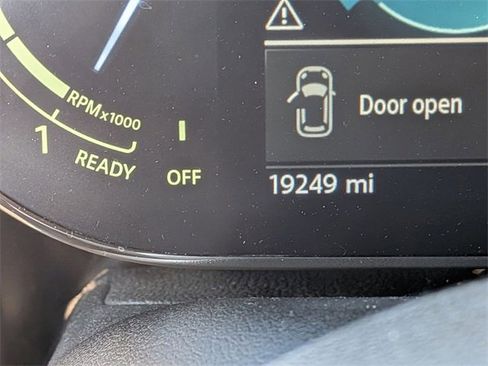 RPMx1000
1
READY
OFF
Door open
19249 mi